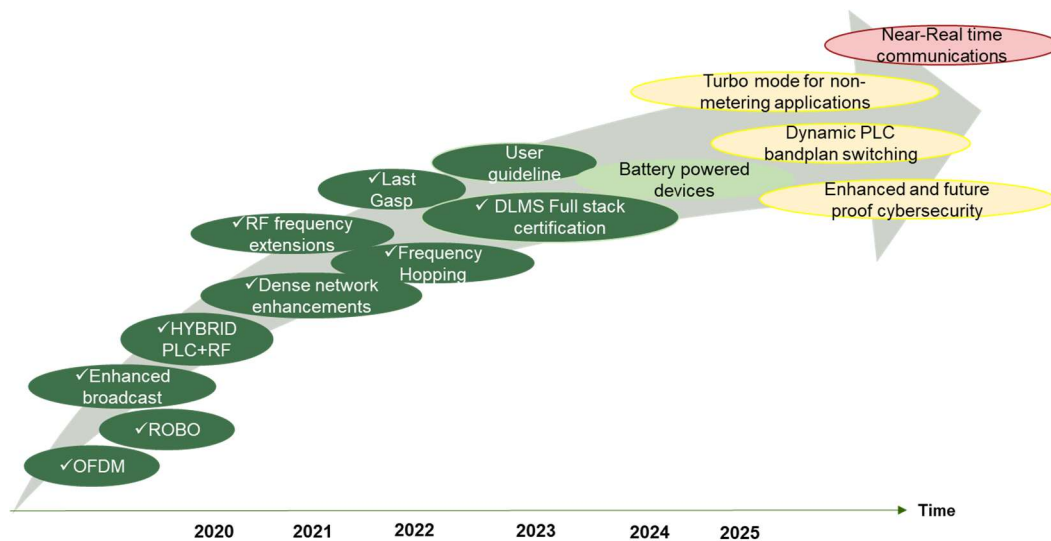 Near-Real time
communications
Turbo mode for non-
metering applications
Dynamic PLC
bandplan switching
User
guideline
Battery powered
devices
✓Last
Gasp
Enhanced and future
proof cybersecurity
✓ DLMS Full stack
certification
✓RF frequency
extensions
✓Frequency
Hopping
✓Dense network
enhancements
✓HYBRID
PLC+RF
✓Enhanced
broadcast
✓ROBO
✓OFDM
Time
2020 2021 2022 2023 2024 2025